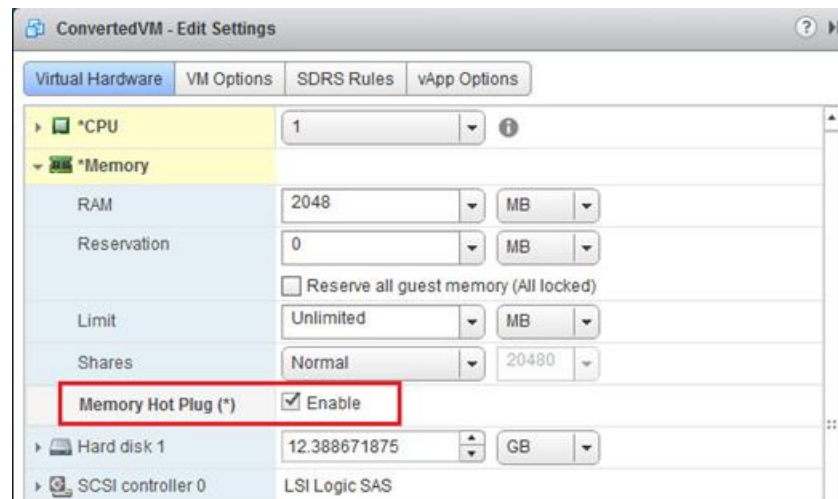 ConvertedVM - Edit Settings
Virtual Hardware VM Options SDRS Rules vApp Options
*CPU 1
*Memory
RAM 2048 MB
Reservation 0 MB
Reserve all guest memory (All locked)
Limit Unlimited MB
Shares Normal 20480
Memory Hot Plug (*) Enable
Hard disk 1 12.388671875 GB
SCSI controller 0 LSI Logic SAS